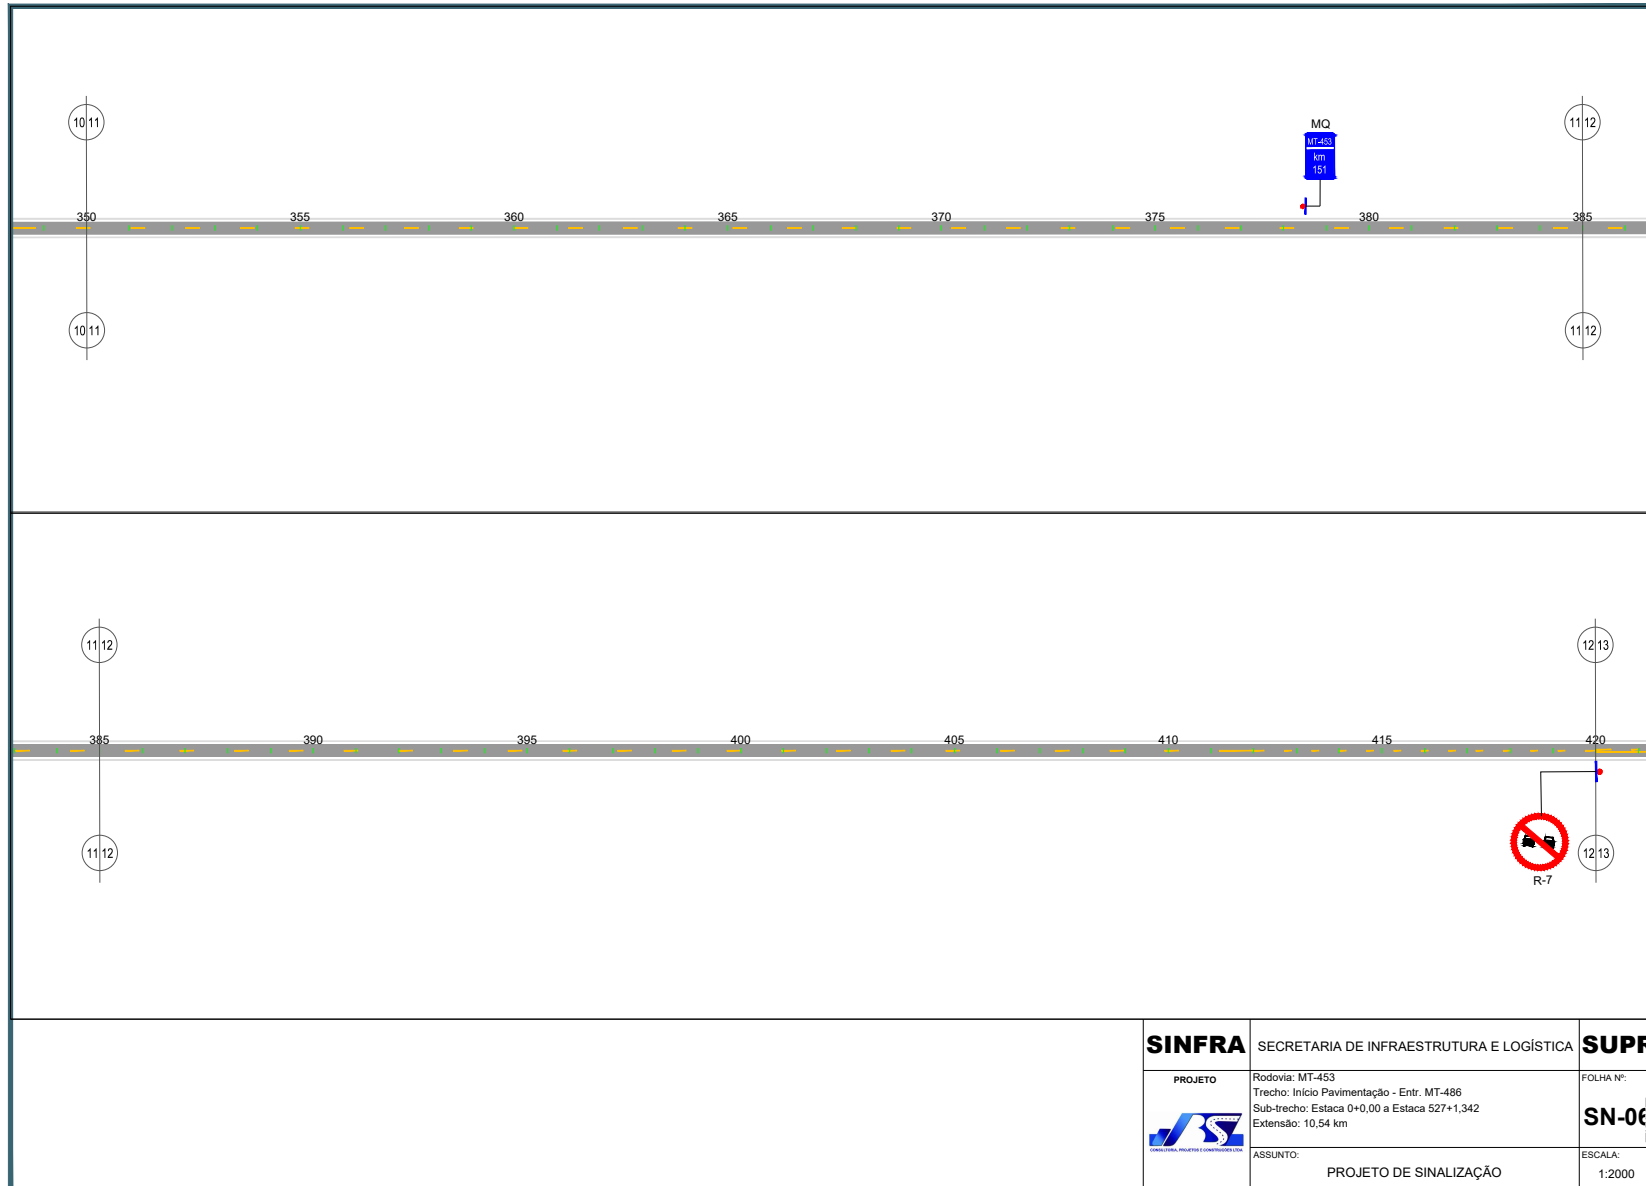 10 11
11 12
MQ
MT-453
km
151
350 355 360 365 370 375 380 385
10 11
11 12
11 12
12 13
385 390 395 400 405 410 415 420
11 12
12 13
R-7
SINFRA
SECRETARIA DE INFRAESTRUTURA E LOGÍSTICA
SUPR
PROJETO
Rodovia: MT-453
Trecho: Início Pavimentação - Entr. MT-486
Sub-trecho: Estaca 0+0,00 a Estaca 527+1,342
Extensão: 10,54 km
FOLHA Nº:
SN-06
CONSULTORIA, PROJETOS E CONSTRUÇÕES LTDA
ASSUNTO:
PROJETO DE SINALIZAÇÃO
ESCALA:
1:2000